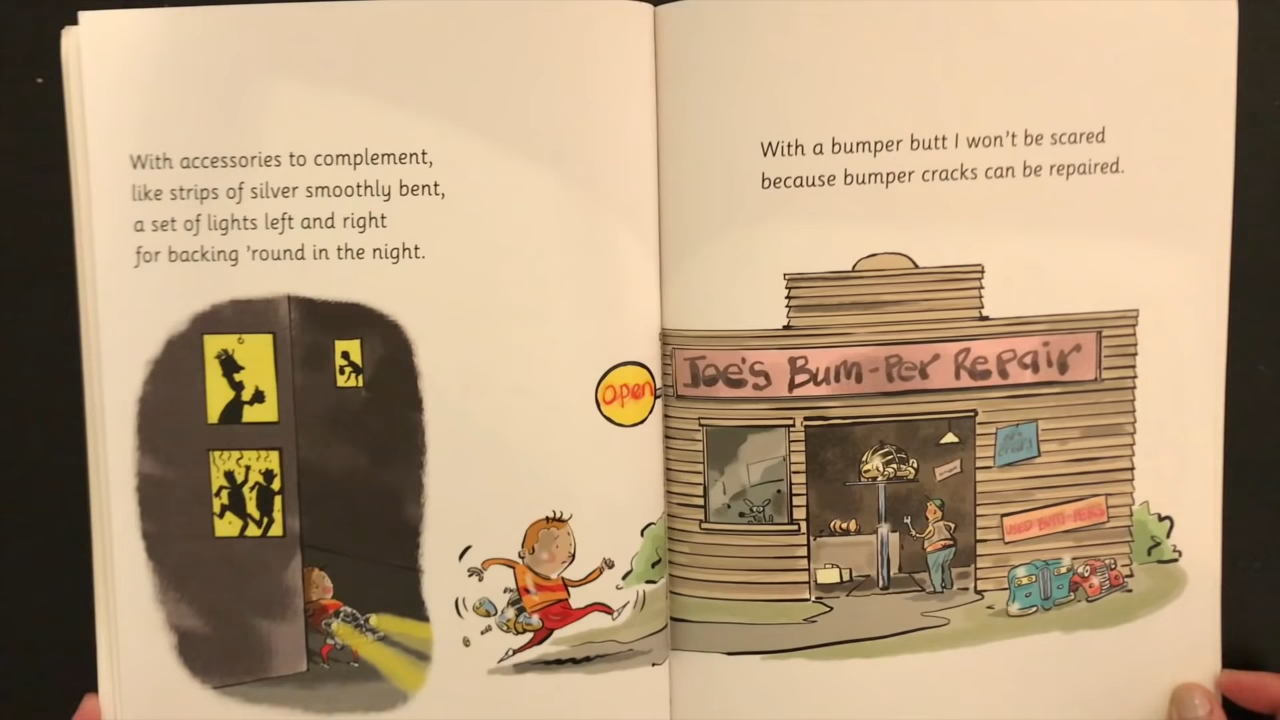 With accessories to complement,
like strips of silver smoothly bent,
a set of lights left and right
for backing 'round in the night.
With a bumper butt I won't be scared
because bumper cracks can be repaired.
Open
Joe's Bum-Per Repair
USED BUM-PERS